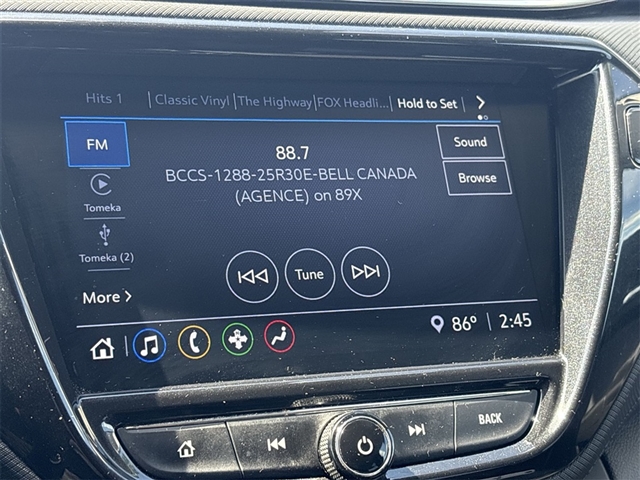 Hits 1 | Classic Vinyl | The Highway | FOX Headli... | Hold to Set |
FM
88.7
BCCS-1288-25R30E-BELL CANADA
(AGENCE) on 89X
Sound
Browse
Tomeka
Tomeka (2)
More
Tune
86° | 2:45
BACK